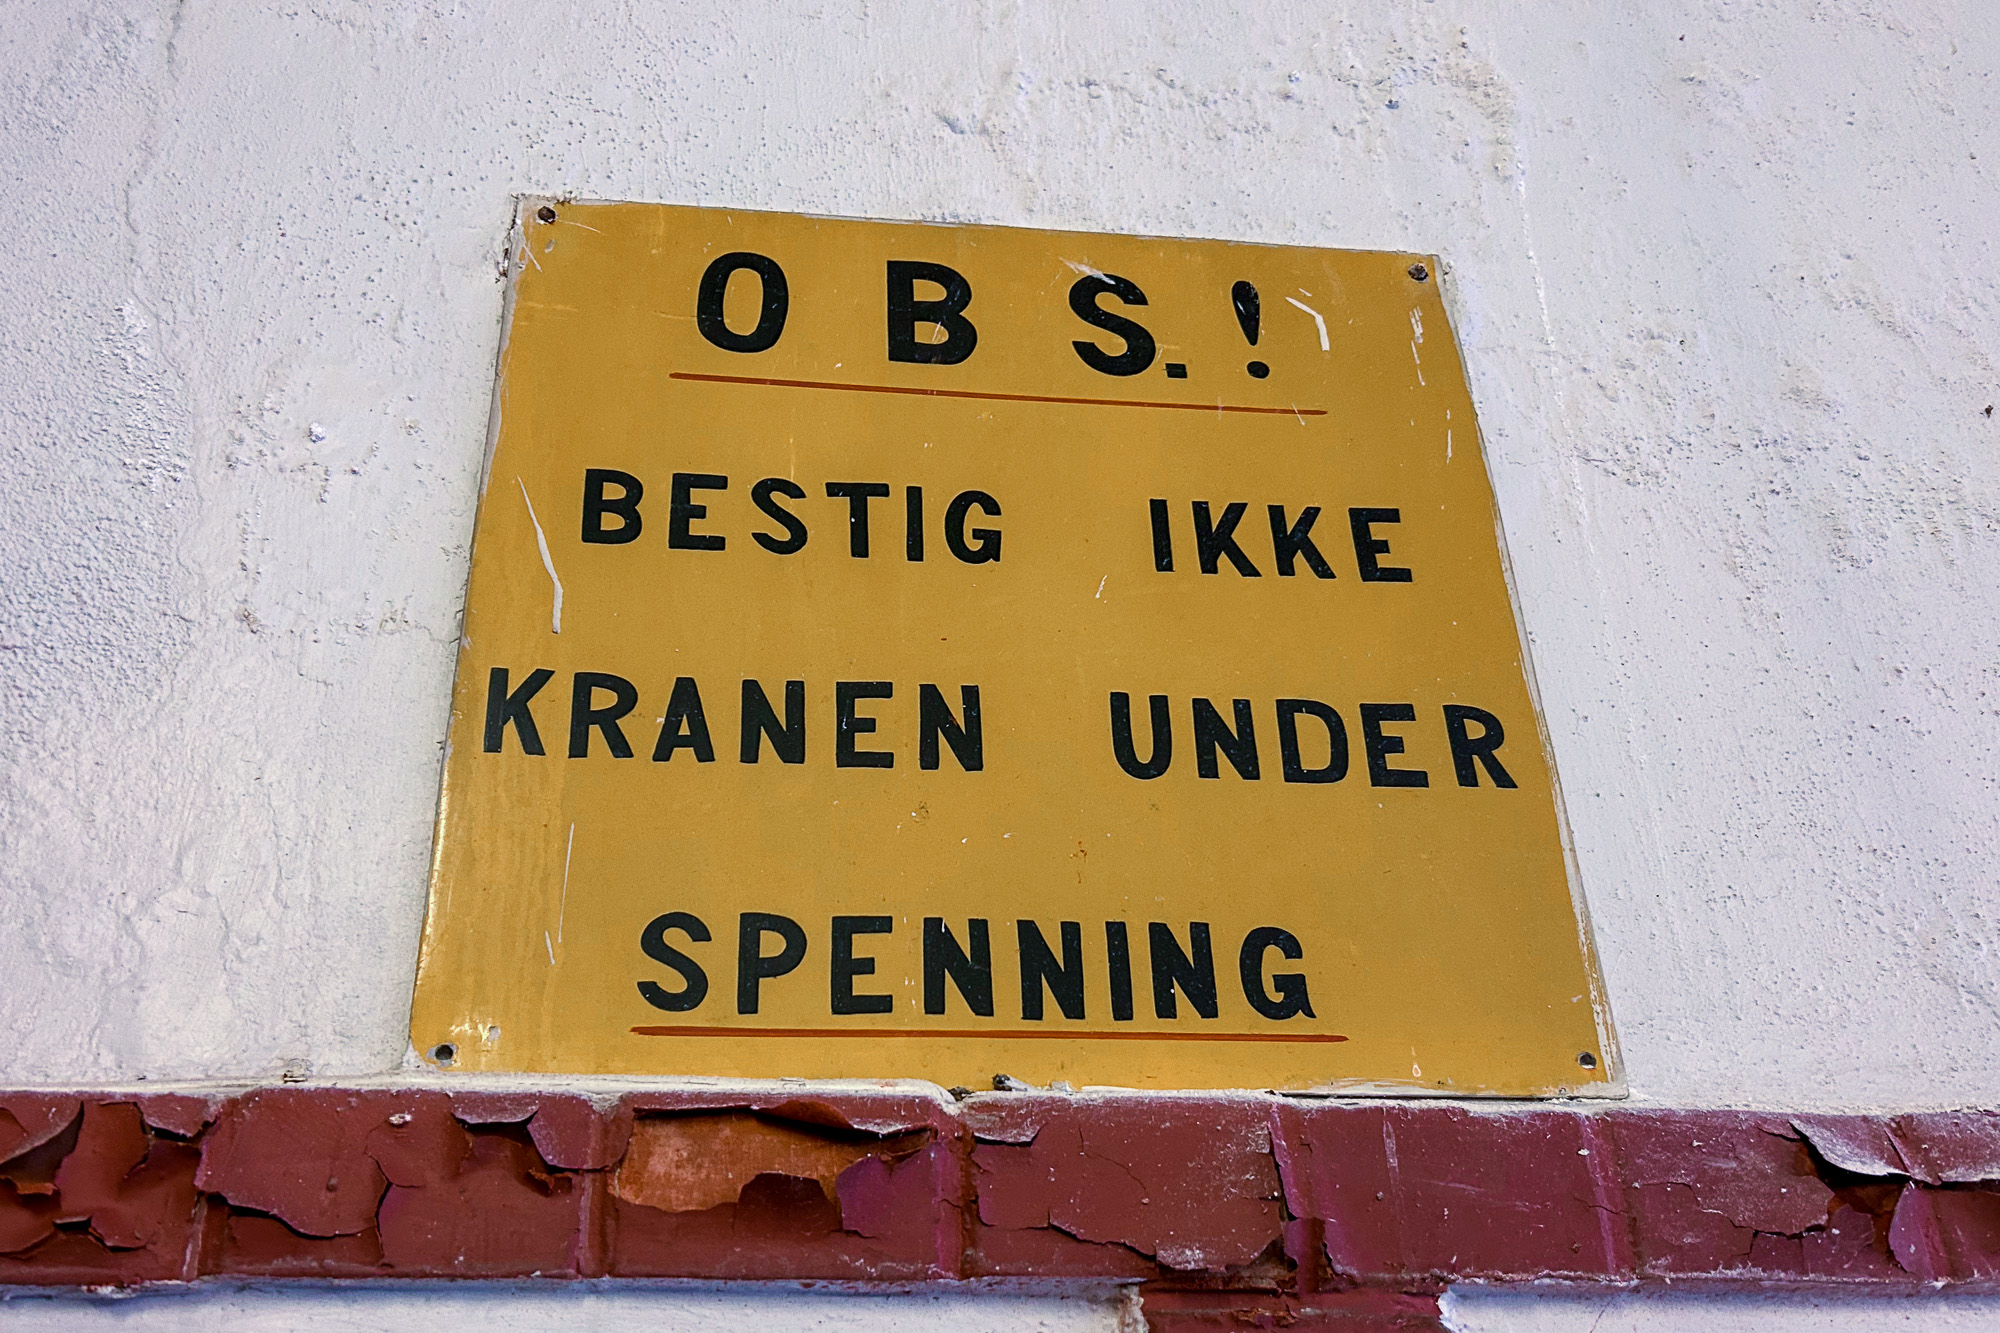 OBS.!
BESTIG IKKE
KRANEN UNDER
SPENNING